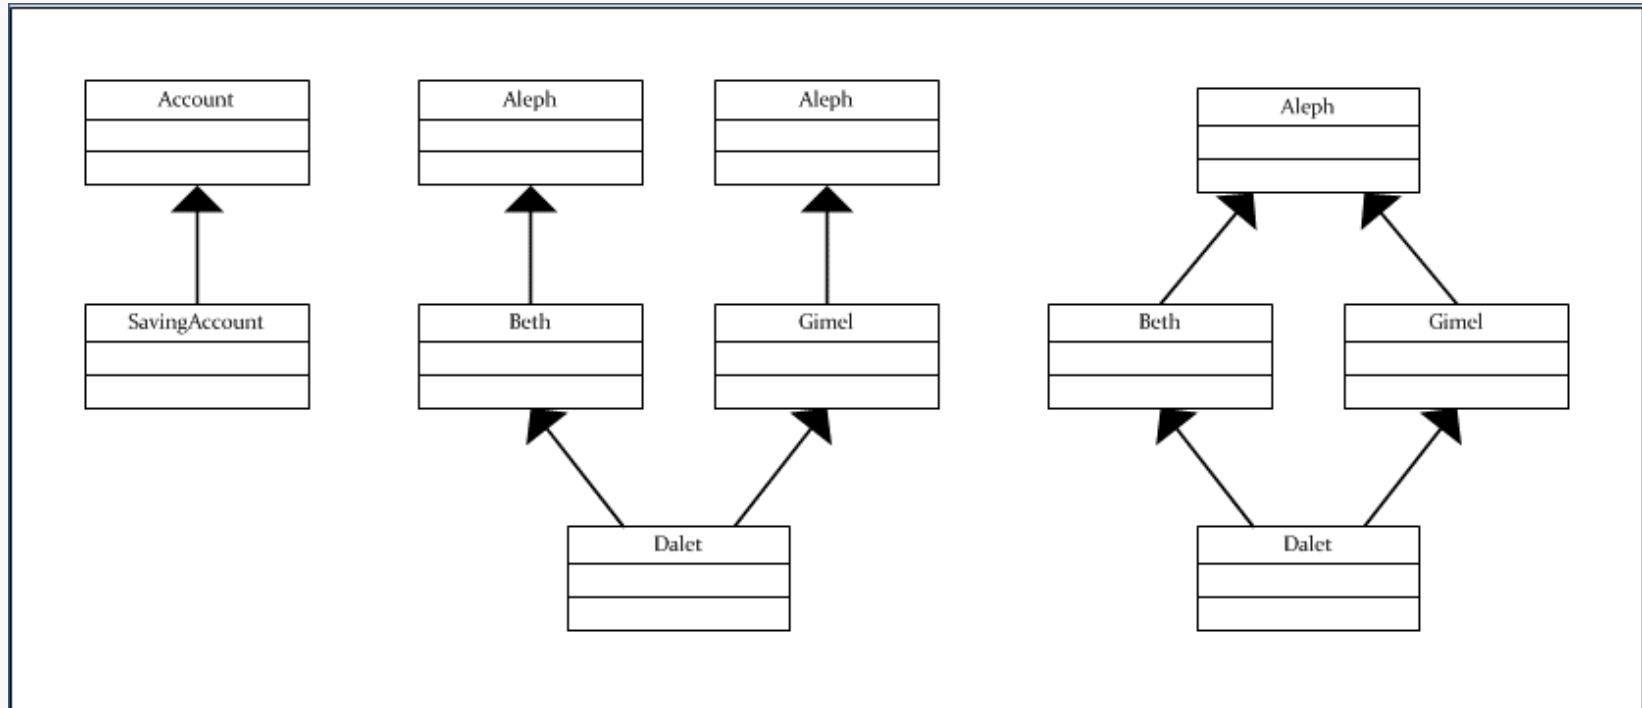 Account
Aleph
Aleph
Aleph
SavingAccount
Beth
Gimel
Beth
Gimel
Dalet
Dalet